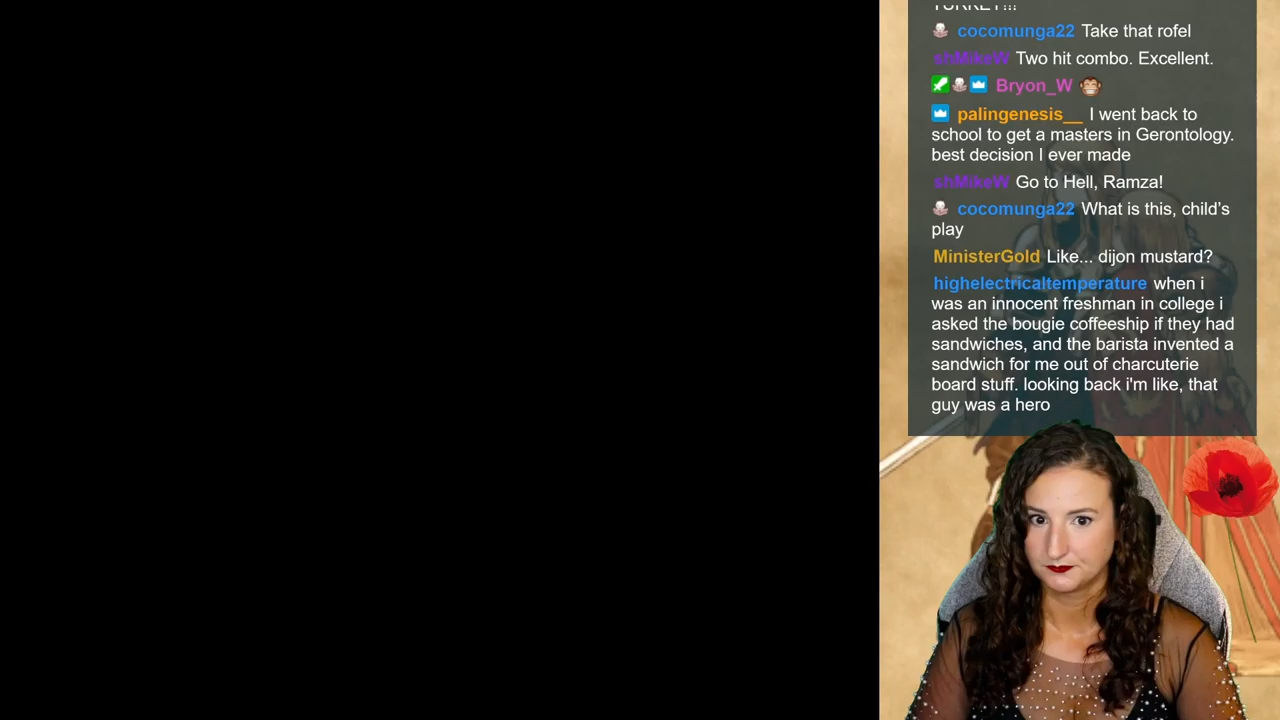 TURKEY!!!
cocomunga22 Take that rofel
shMikeW Two hit combo. Excellent.
Bryon_W
palingenesis__ I went back to
school to get a masters in Gerontology.
best decision I ever made
shMikeW Go to Hell, Ramza!
cocomunga22 What is this, child's
play
MinisterGold Like... dijon mustard?
highelectricaltemperature when i
was an innocent freshman in college i
asked the bougie coffeeship if they had
sandwiches, and the barista invented a
sandwich for me out of charcuterie
board stuff. looking back i'm like, that
guy was a hero